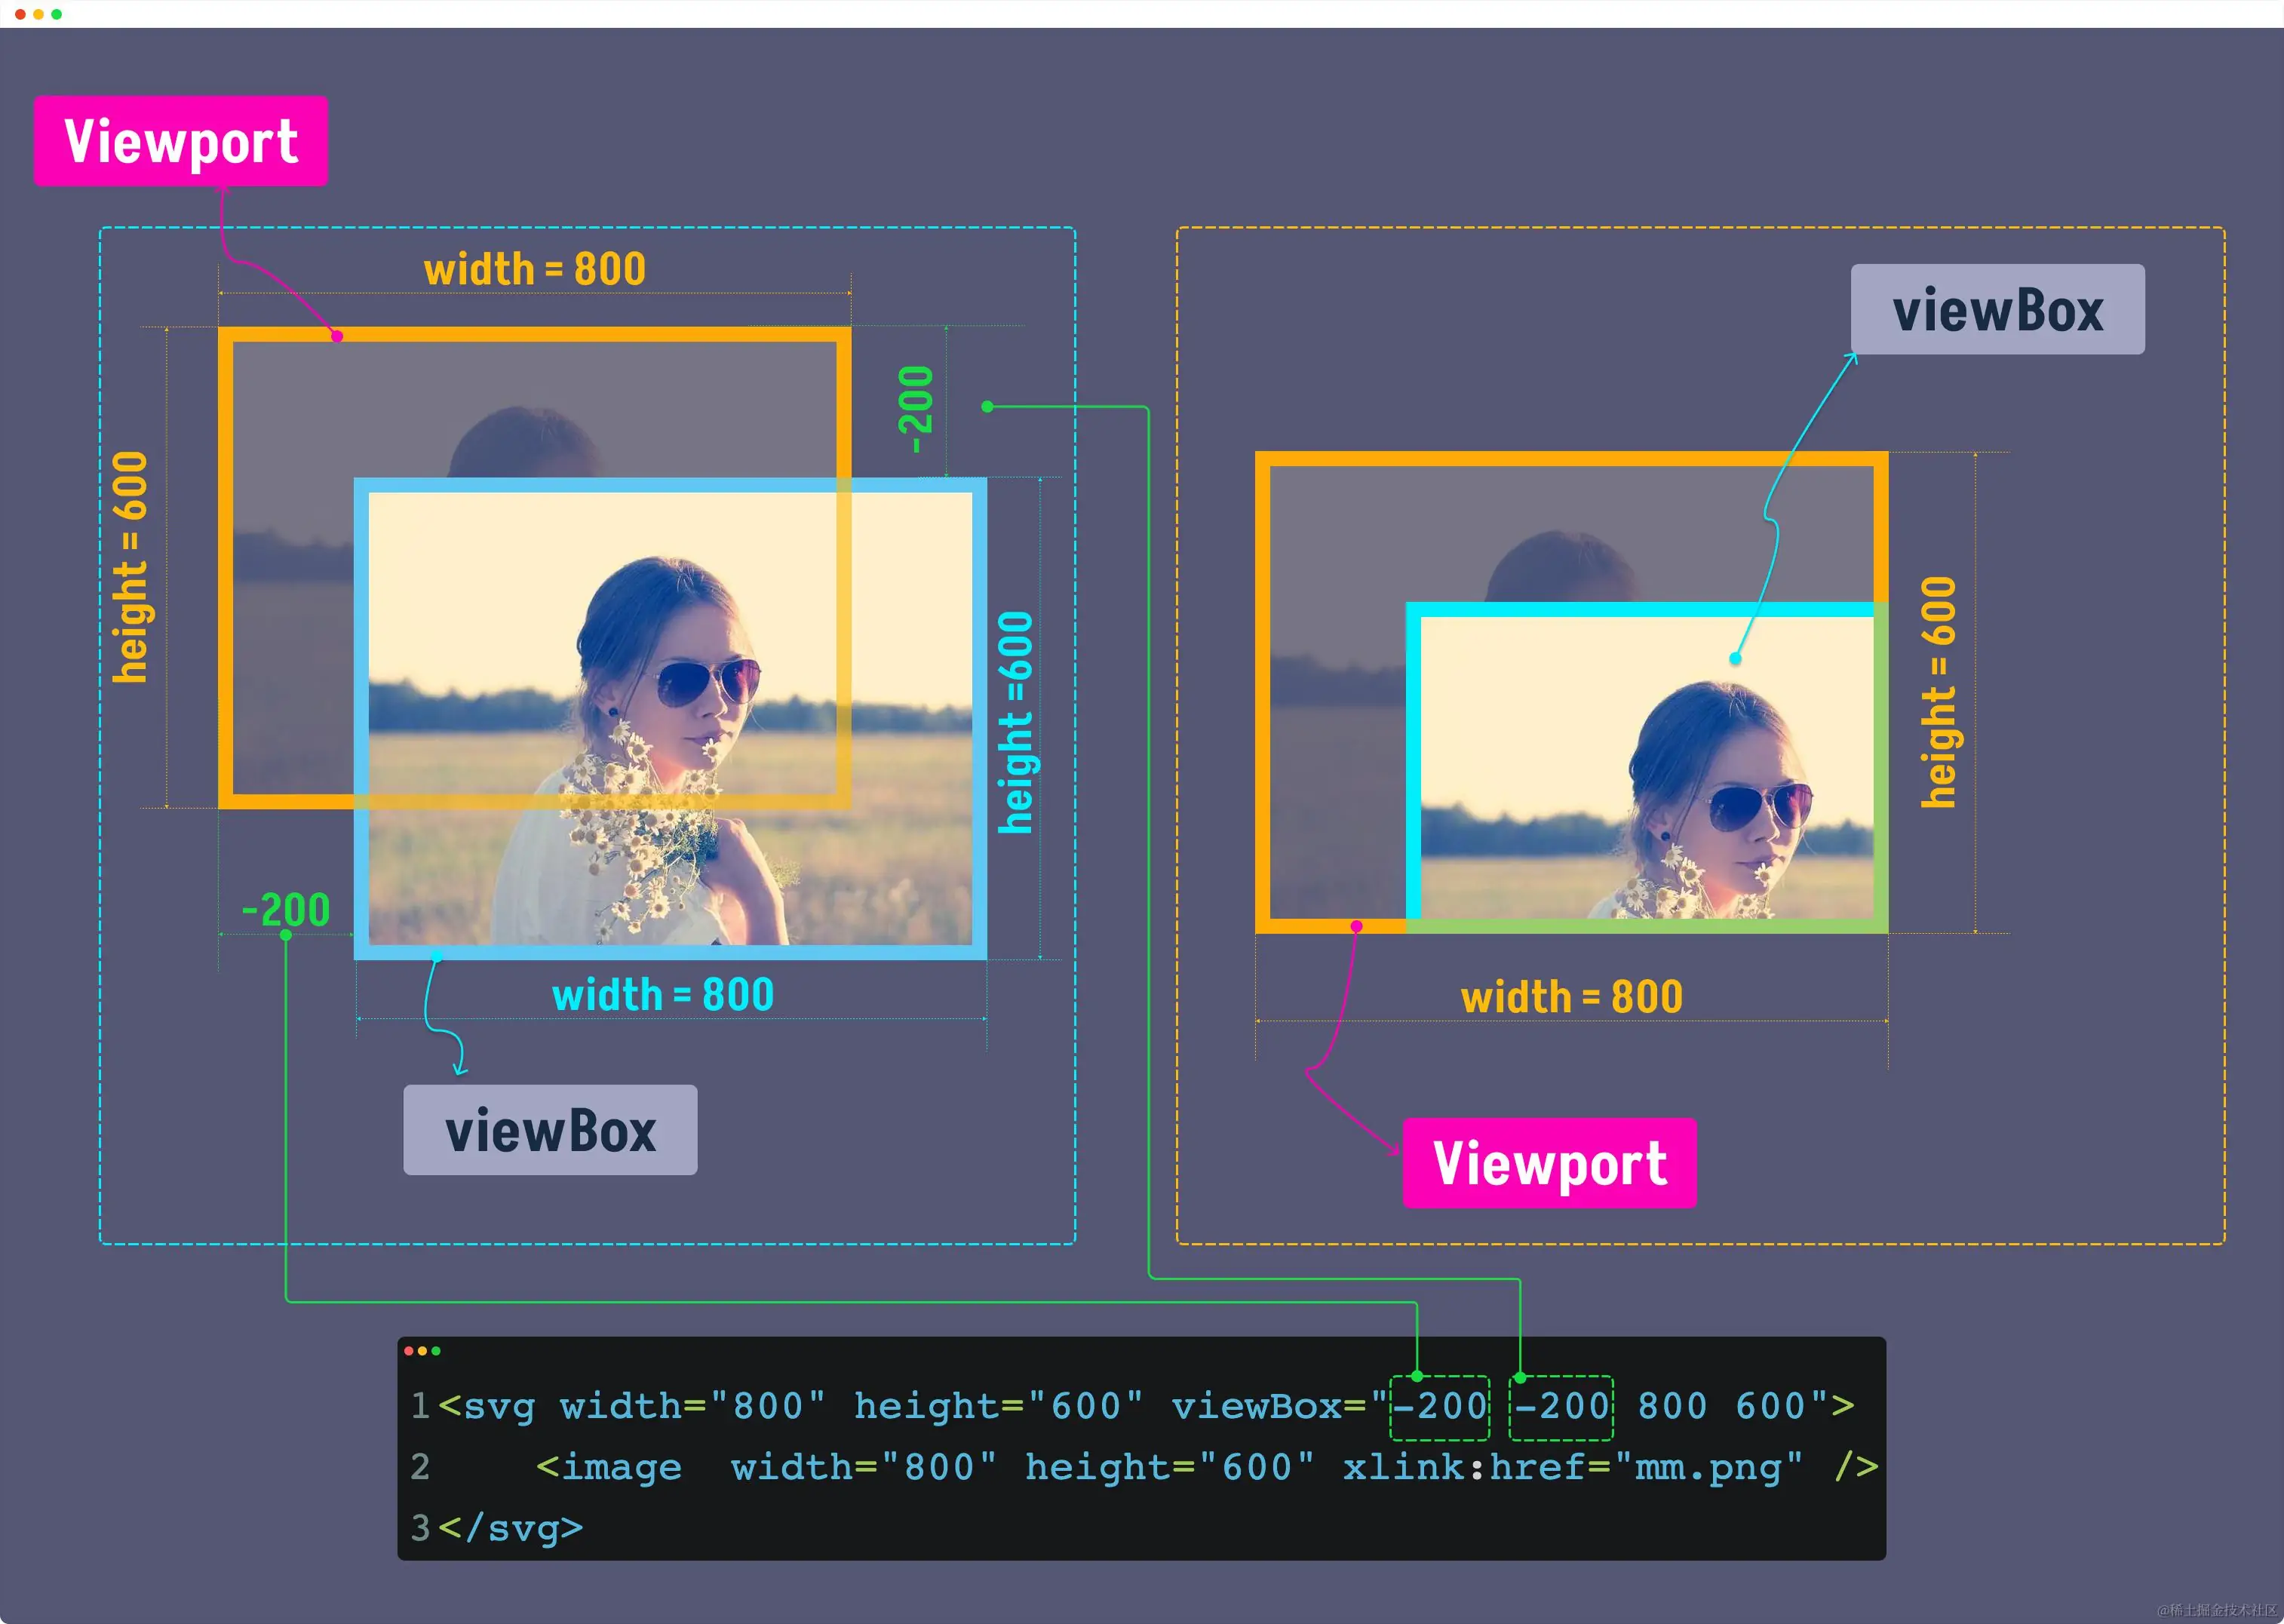 Viewport
width = 800
viewBox
-200
height = 600
height = 600
height =600
-200
width = 800
width = 800
viewBox
Viewport
1<svg width="800" height="600" viewBox="-200 -200 800 600">
2    <image  width="800" height="600" xlink:href="mm.png" />
3</svg>
@稀土掘金技术社区